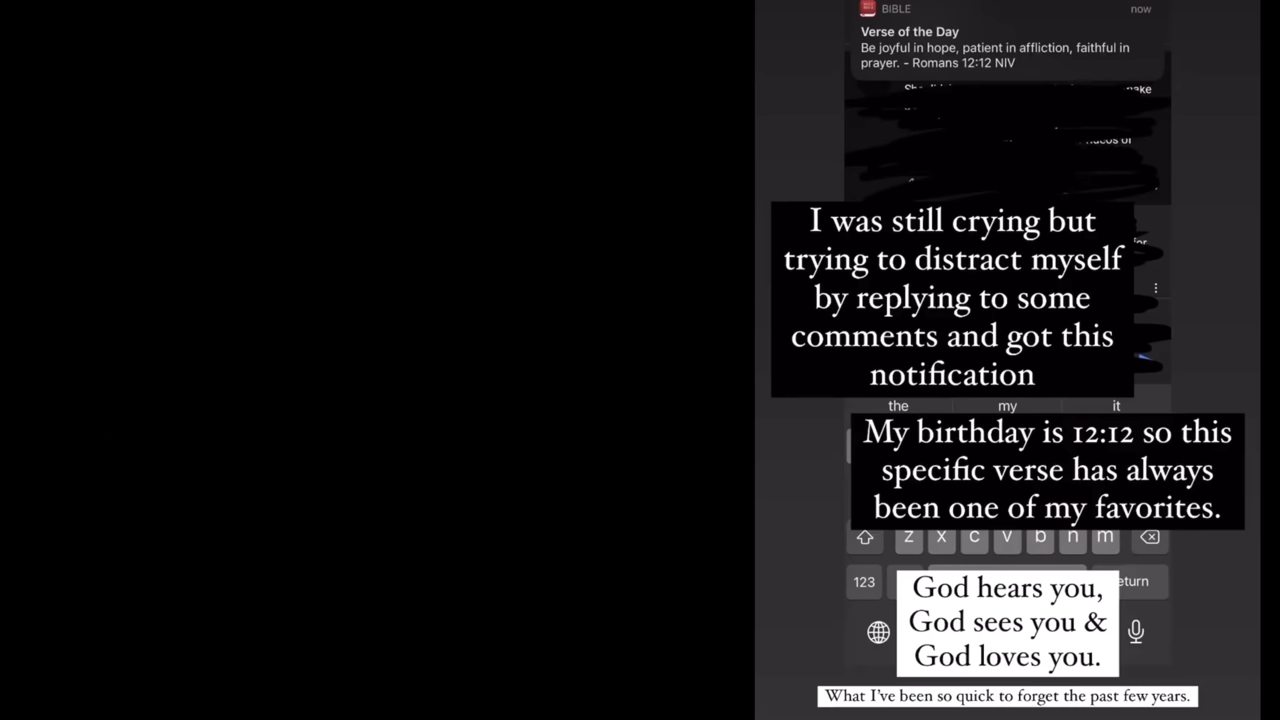 BIBLE
now
Verse of the Day
Be joyful in hope, patient in affliction, faithful in
prayer. - Romans 12:12 NIV
I was still crying but
trying to distract myself
by replying to some
comments and got this
notification
the my it
My birthday is 12:12 so this
specific verse has always
been one of my favorites.
z x c v b n m
123
God hears you,
God sees you &
God loves you.
What I've been so quick to forget the past few years.